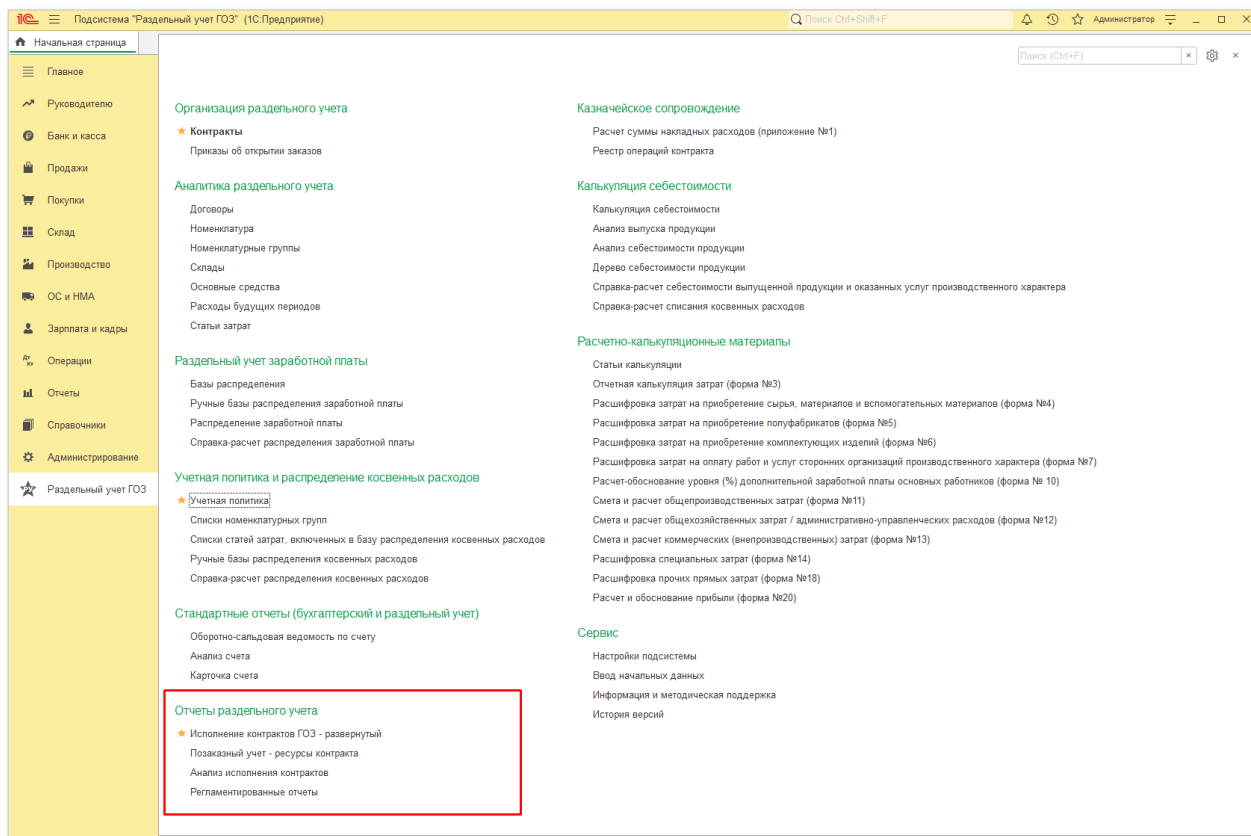 Подсистема "Раздельный учет ГОЗ" (1С:Предприятие)
Поиск Ctrl+Shift+F
Администратор
Начальная страница
Поиск (Ctrl+F)
Главное
Руководителю
Банк и касса
Продажи
Покупки
Склад
Производство
ОС и НМА
Зарплата и кадры
Операции
Отчеты
Справочники
Администрирование
Раздельный учет ГОЗ
Организация раздельного учета
Контракты
Приказы об открытии заказов
Аналитика раздельного учета
Договоры
Номенклатура
Номенклатурные группы
Склады
Основные средства
Расходы будущих периодов
Статьи затрат
Раздельный учет заработной платы
Базы распределения
Ручные базы распределения заработной платы
Распределение заработной платы
Справка-расчет распределения заработной платы
Учетная политика и распределение косвенных расходов
Учетная политика
Списки номенклатурных групп
Списки статей затрат, включенных в базу распределения косвенных расходов
Ручные базы распределения косвенных расходов
Справка-расчет распределения косвенных расходов
Стандартные отчеты (бухгалтерский и раздельный учет)
Оборотно-сальдовая ведомость по счету
Анализ счета
Карточка счета
Отчеты раздельного учета
Исполнение контрактов ГОЗ - развернутый
Позаказный учет - ресурсы контракта
Анализ исполнения контрактов
Регламентированные отчеты
Казначейское сопровождение
Расчет суммы накладных расходов (приложение №1)
Реестр операций контракта
Калькуляция себестоимости
Калькуляция себестоимости
Анализ выпуска продукции
Анализ себестоимости продукции
Дерево себестоимости продукции
Справка-расчет себестоимости выпущенной продукции и оказанных услуг производственного характера
Справка-расчет списания косвенных расходов
Расчетно-калькуляционные материалы
Статьи калькуляции
Отчетная калькуляция затрат (форма №3)
Расшифровка затрат на приобретение сырья, материалов и вспомогательных материалов (форма №4)
Расшифровка затрат на приобретение полуфабрикатов (форма №5)
Расшифровка затрат на приобретение комплектующих изделий (форма №6)
Расшифровка затрат на оплату работ и услуг сторонних организаций производственного характера (форма №7)
Расчет-обоснование уровня (%) дополнительной заработной платы основных работников (форма № 10)
Смета и расчет общепроизводственных затрат (форма №11)
Смета и расчет общехозяйственных затрат / административно-управленческих расходов (форма №12)
Смета и расчет коммерческих (внепроизводственных) затрат (форма №13)
Расшифровка специальных затрат (форма №14)
Расшифровка прочих прямых затрат (форма №18)
Расчет и обоснование прибыли (форма №20)
Сервис
Настройки подсистемы
Ввод начальных данных
Информация и методическая поддержка
История версий